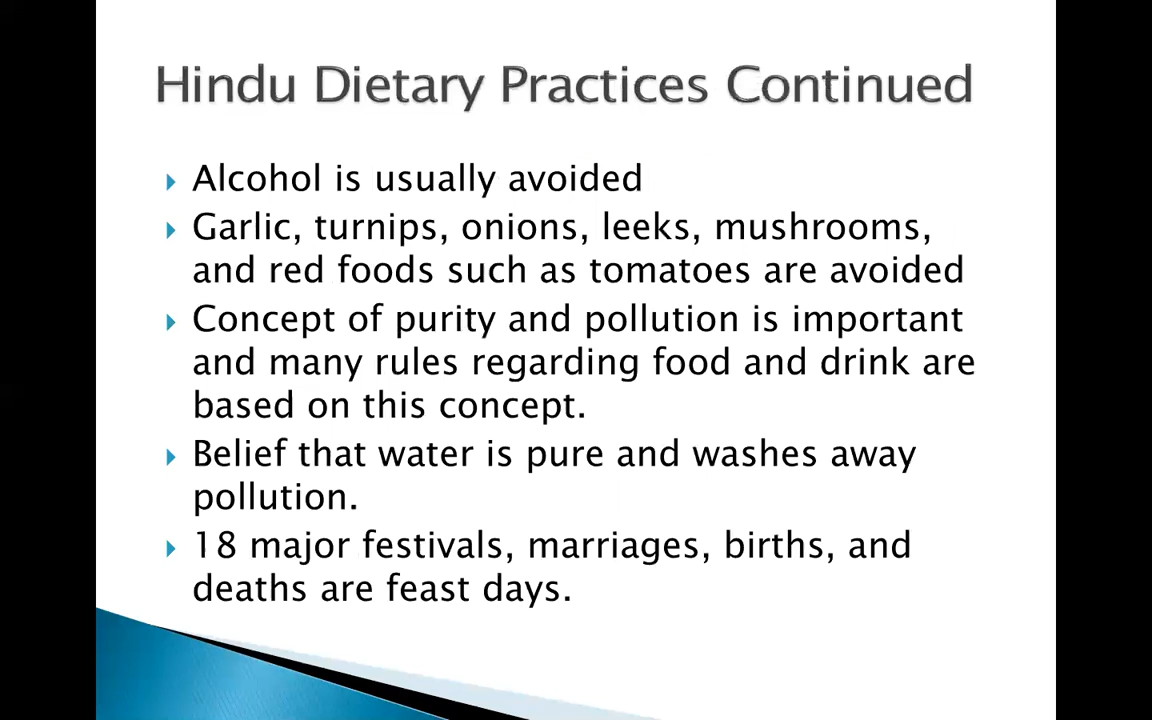 Hindu Dietary Practices Continued
Alcohol is usually avoided
Garlic, turnips, onions, leeks, mushrooms,
and red foods such as tomatoes are avoided
Concept of purity and pollution is important
and many rules regarding food and drink are
based on this concept.
Belief that water is pure and washes away
pollution.
18 major festivals, marriages, births, and
deaths are feast days.